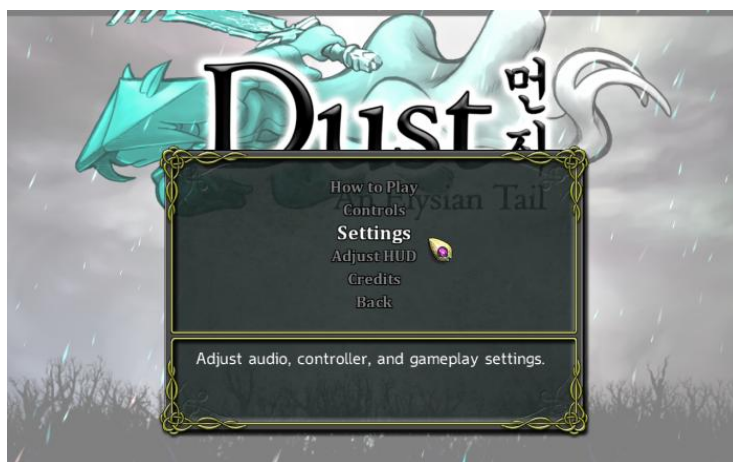 Dust
먼지
An Elysian Tail
How to Play
Controls
Settings
Adjust HUD
Credits
Back
Adjust audio, controller, and gameplay settings.